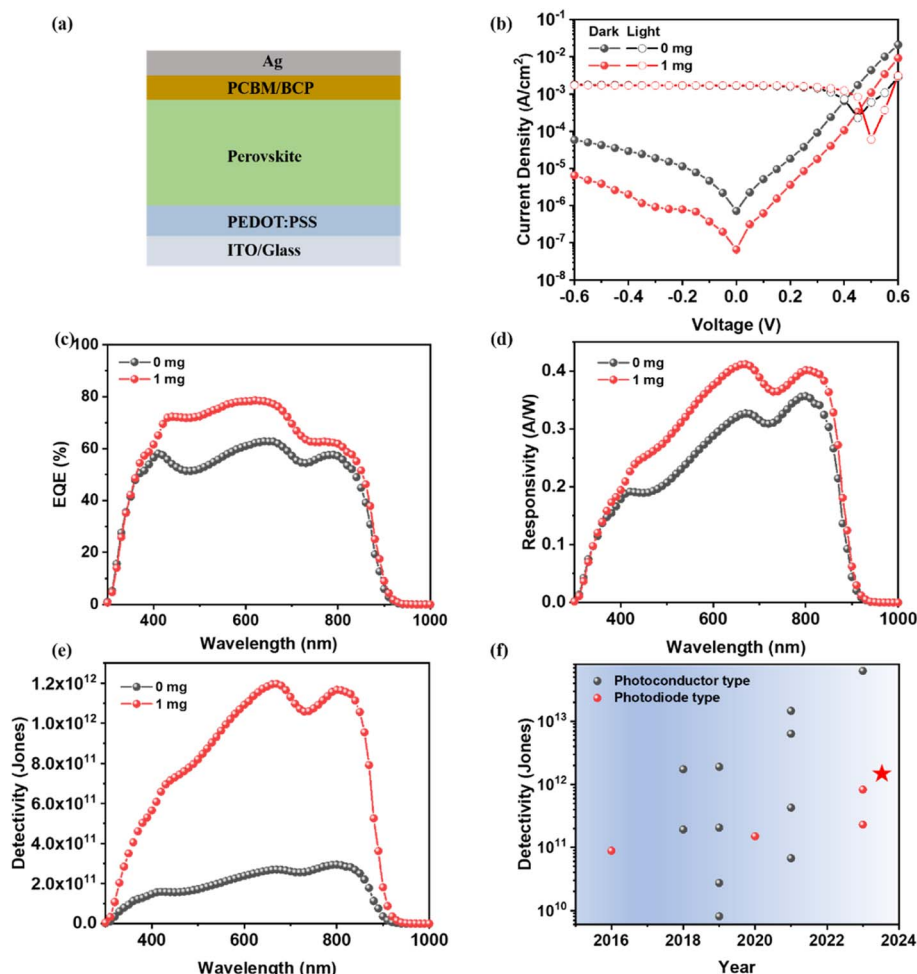 (a)
Ag
PCBM/BCP
Perovskite
PEDOT:PSS
ITO/Glass
(b)
Dark Light
0 mg
1 mg
Current Density (A/cm²)
10⁻¹
10⁻²
10⁻³
10⁻⁴
10⁻⁵
10⁻⁶
10⁻⁷
10⁻⁸
-0.6 -0.4 -0.2 0.0 0.2 0.4 0.6
Voltage (V)
(c)
0 mg
1 mg
EQE (%)
100
80
60
40
20
0
400 600 800 1000
Wavelength (nm)
(d)
0 mg
1 mg
Responsivity (A/W)
0.4
0.3
0.2
0.1
0.0
400 600 800 1000
Wavelength (nm)
(e)
0 mg
1 mg
Detectivity (Jones)
1.2x10¹²
1.0x10¹²
8.0x10¹¹
6.0x10¹¹
4.0x10¹¹
2.0x10¹¹
0.0
400 600 800 1000
Wavelength (nm)
(f)
Photoconductor type
Photodiode type
Detectivity (Jones)
10¹³
10¹²
10¹¹
10¹⁰
2016 2018 2020 2022 2024
Year